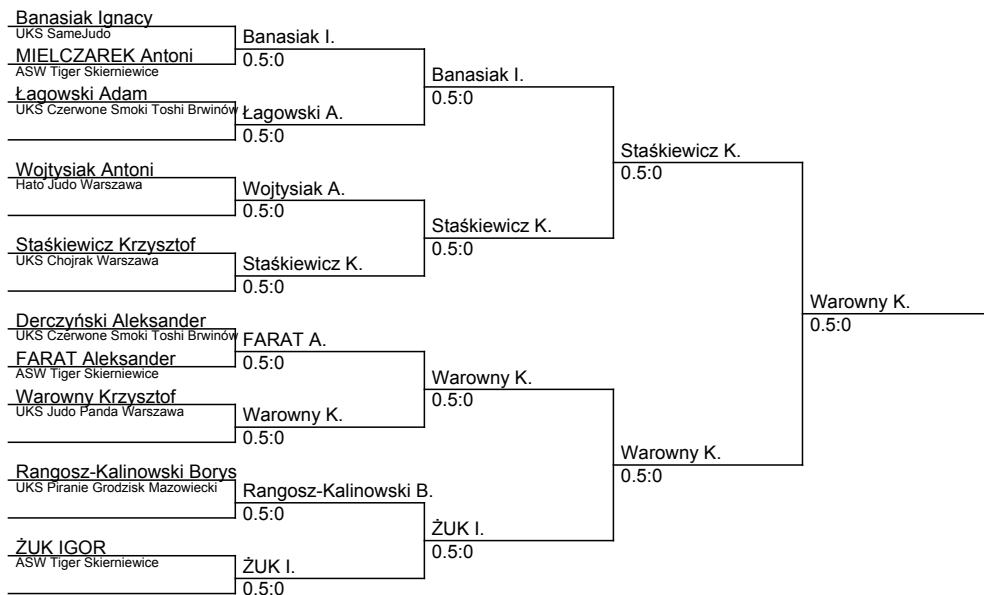 Banasiak Ignacy
UKS SameJudo
MIELCZAREK Antoni
ASW Tiger Skierniewice
Łagowski Adam
UKS Czerwone Smoki Toshi Brwinów
Wojtysiak Antoni
Hato Judo Warszawa
Staśkiewicz Krzysztof
UKS Chojrak Warszawa
Derczyński Aleksander
UKS Czerwone Smoki Toshi Brwinów
FARAT Aleksander
ASW Tiger Skierniewice
Warowny Krzysztof
UKS Judo Panda Warszawa
Rangosz-Kalinowski Borys
UKS Piranie Grodzisk Mazowiecki
ŻUK IGOR
ASW Tiger Skierniewice
Banasiak I.
0.5:0
Łagowski A.
0.5:0
Wojtysiak A.
0.5:0
Staśkiewicz K.
0.5:0
FARAT A.
0.5:0
Warowny K.
0.5:0
Rangosz-Kalinowski B.
0.5:0
ŻUK I.
0.5:0
Banasiak I.
0.5:0
Staśkiewicz K.
0.5:0
Warowny K.
0.5:0
ŻUK I.
0.5:0
Staśkiewicz K.
0.5:0
Warowny K.
0.5:0
Warowny K.
0.5:0